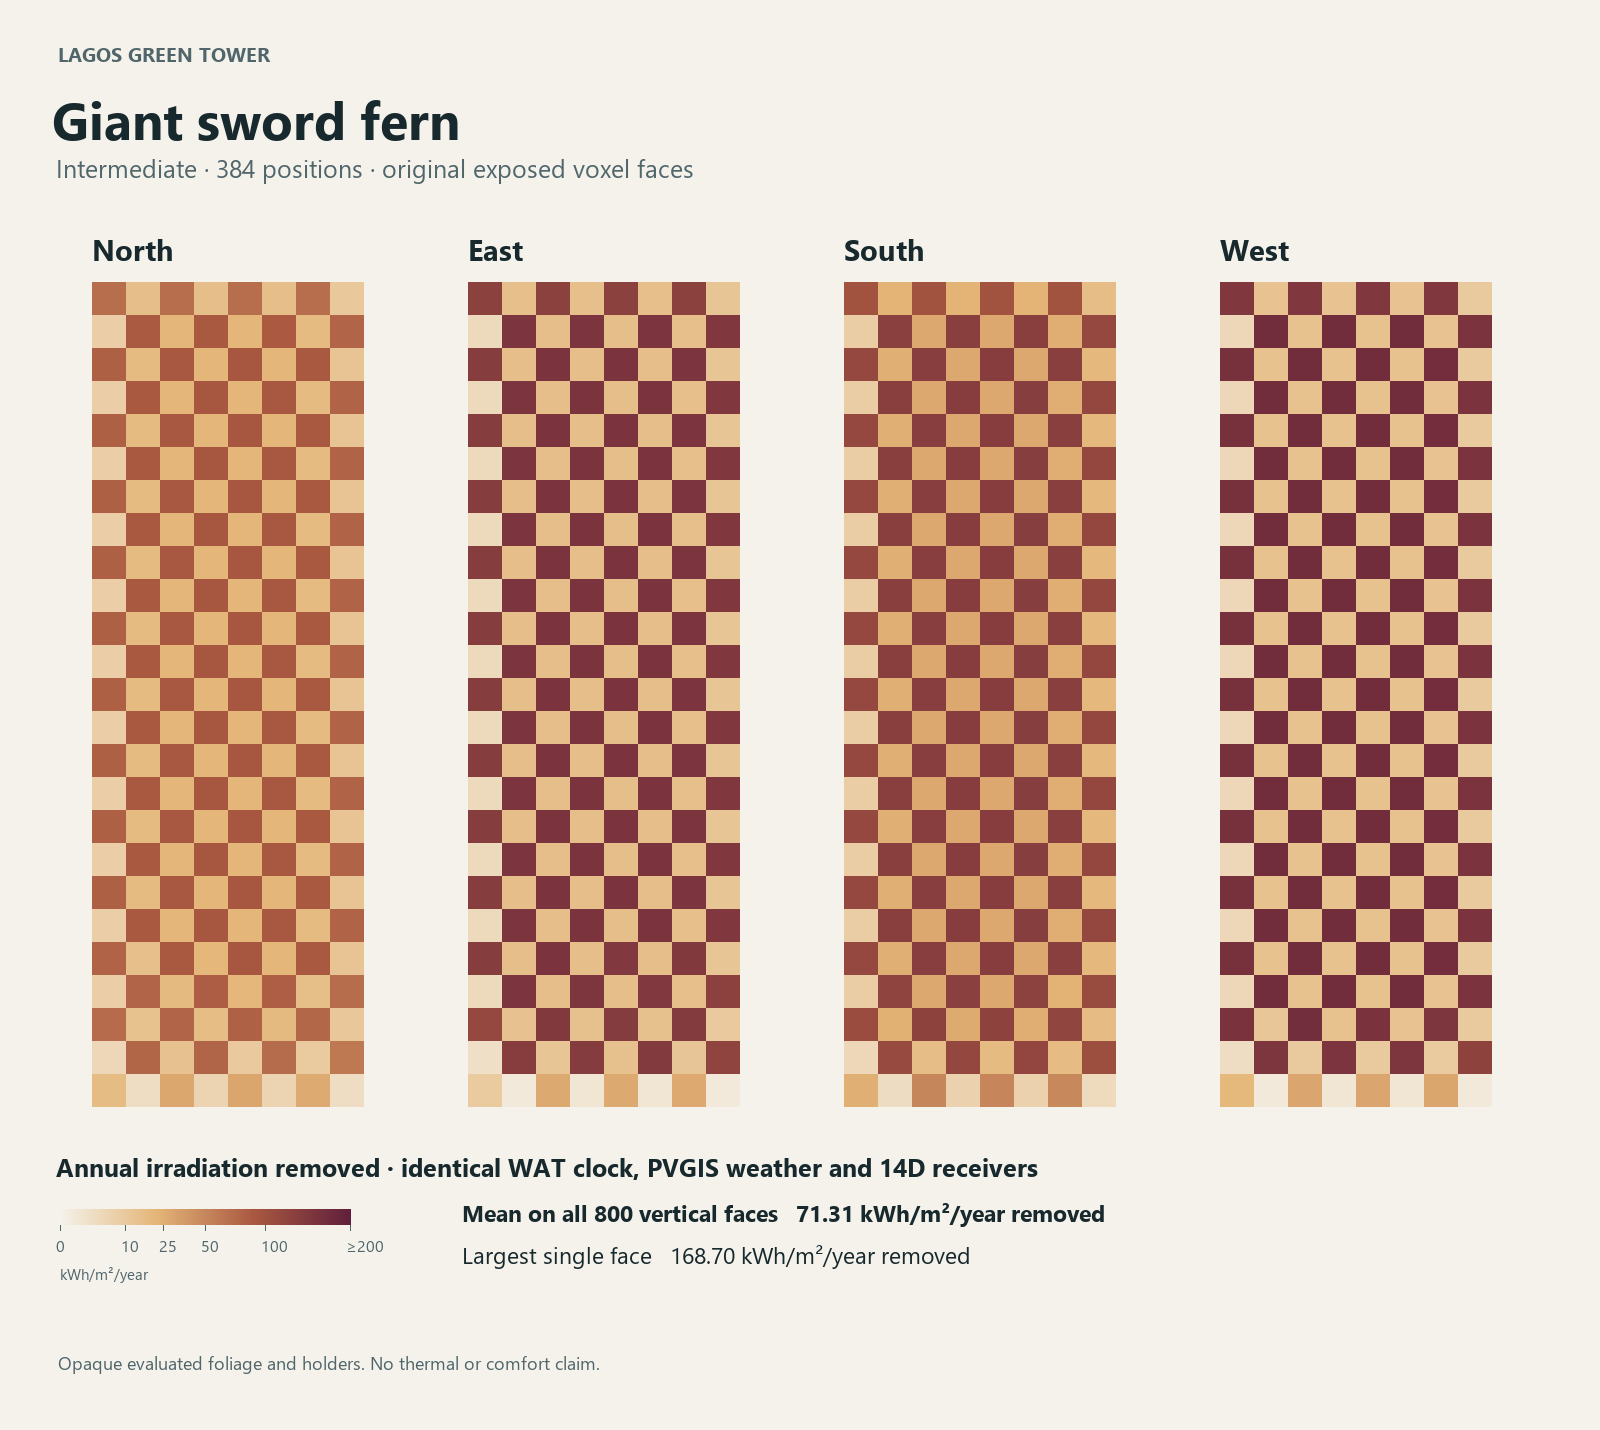 LAGOS GREEN TOWER
Giant sword fern
Intermediate · 384 positions · original exposed voxel faces
North East South West
Annual irradiation removed · identical WAT clock, PVGIS weather and 14D receivers
Mean on all 800 vertical faces 71.31 kWh/m²/year removed
0 10 25 50 100 ≥200
Largest single face 168.70 kWh/m²/year removed
kWh/m²/year
Opaque evaluated foliage and holders. No thermal or comfort claim.